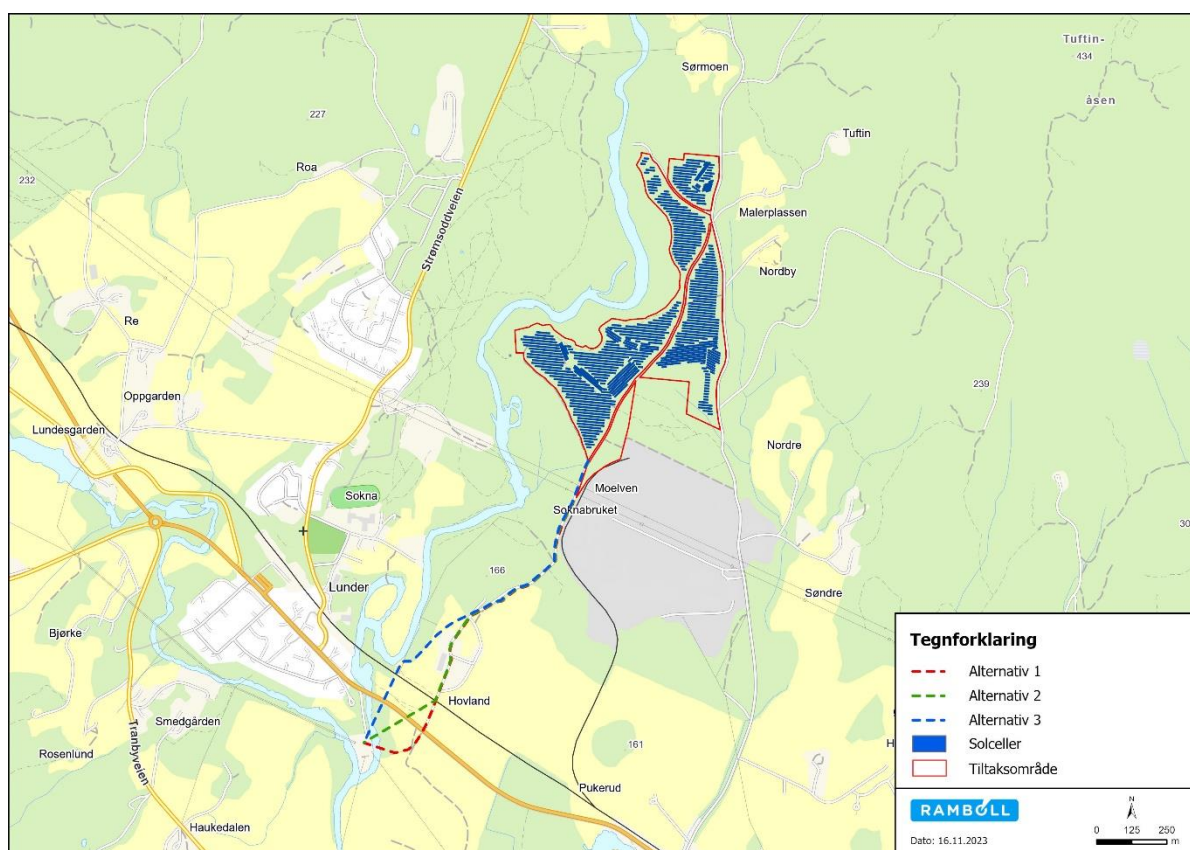 Tuftin-
434
åsen
Sørmoen
227
Tuftin
Roa
232
Strømsoddveien
Malerplassen
Nordby
Re
239
Oppgarden
Lundesgarden
Nordre
Sokna
Moelven
Soknabruket
166
Lunder
Søndre
Bjørke
Hovland
Smedgården
Rosenlund
Tranbyveien
161
Pukerud
Haukedalen
Tegnforklaring
Alternativ 1
Alternativ 2
Alternativ 3
Solceller
Tiltaksområde
RAMBOLL
N
Dato: 16.11.2023
0 125 250
m